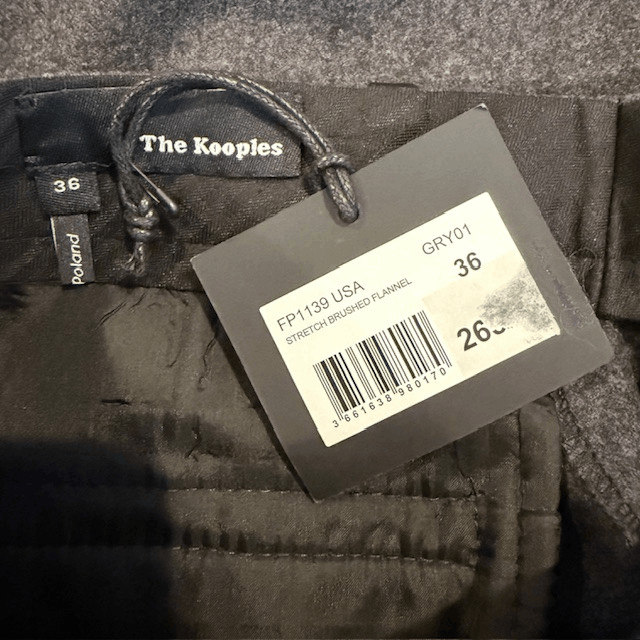 The Kooples
36
Poland
FP1139 USA
GRY01
STRETCH BRUSHED FLANNEL
36
3 661638 980170